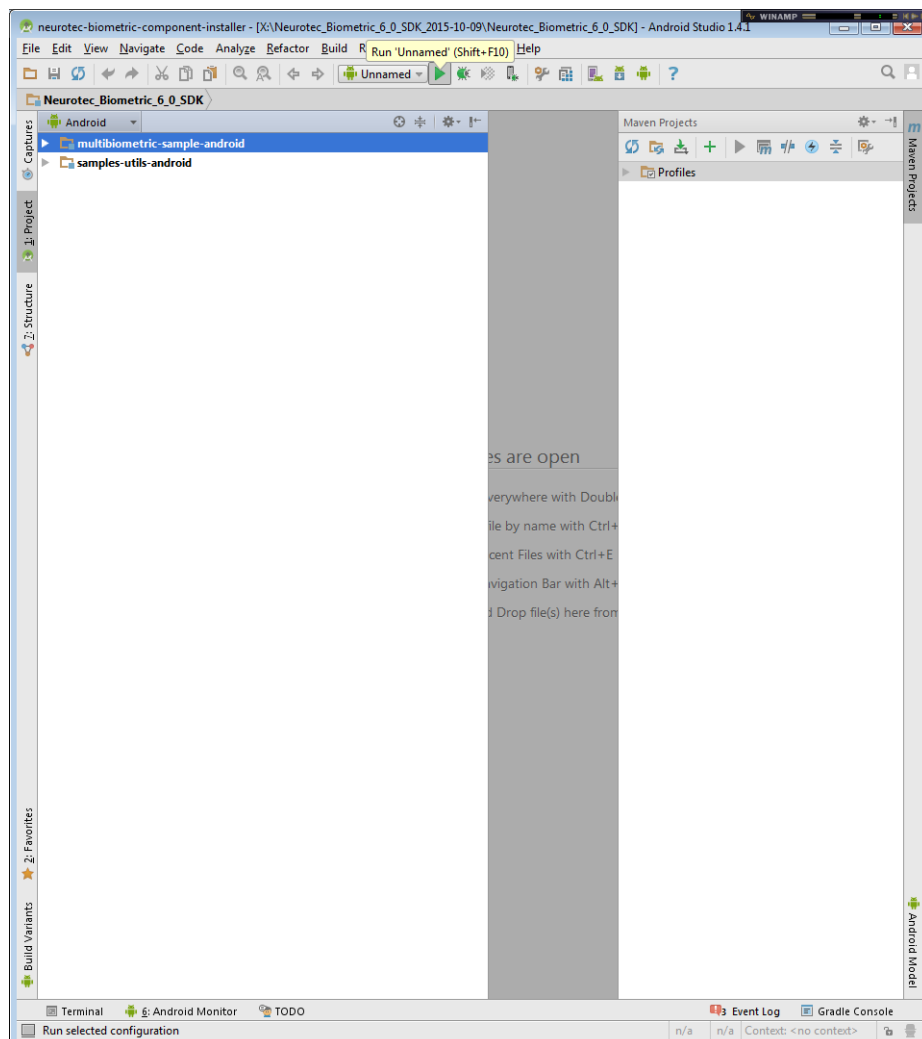 WINAMP
neurotec-biometric-component-installer - [X:\Neurotec_Biometric_6_0_SDK_2015-10-09\Neurotec_Biometric_6_0_SDK] - Android Studio 1.4.1
File Edit View Navigate Code Analyze Refactor Build R Help
Run 'Unnamed' (Shift+F10)
Unnamed
Neurotec_Biometric_6_0_SDK
Android
Maven Projects
multibiometric-sample-android
samples-utils-android
Profiles
Captures
1: Project
7: Structure
2: Favorites
Build Variants
m
Maven Projects
Android Model
es are open
verywhere with Doubl
ile by name with Ctrl+
cent Files with Ctrl+E
avigation Bar with Alt+
d Drop file(s) here from
Terminal 6: Android Monitor TODO 3 Event Log Gradle Console
Run selected configuration n/a n/a Context: <no context>